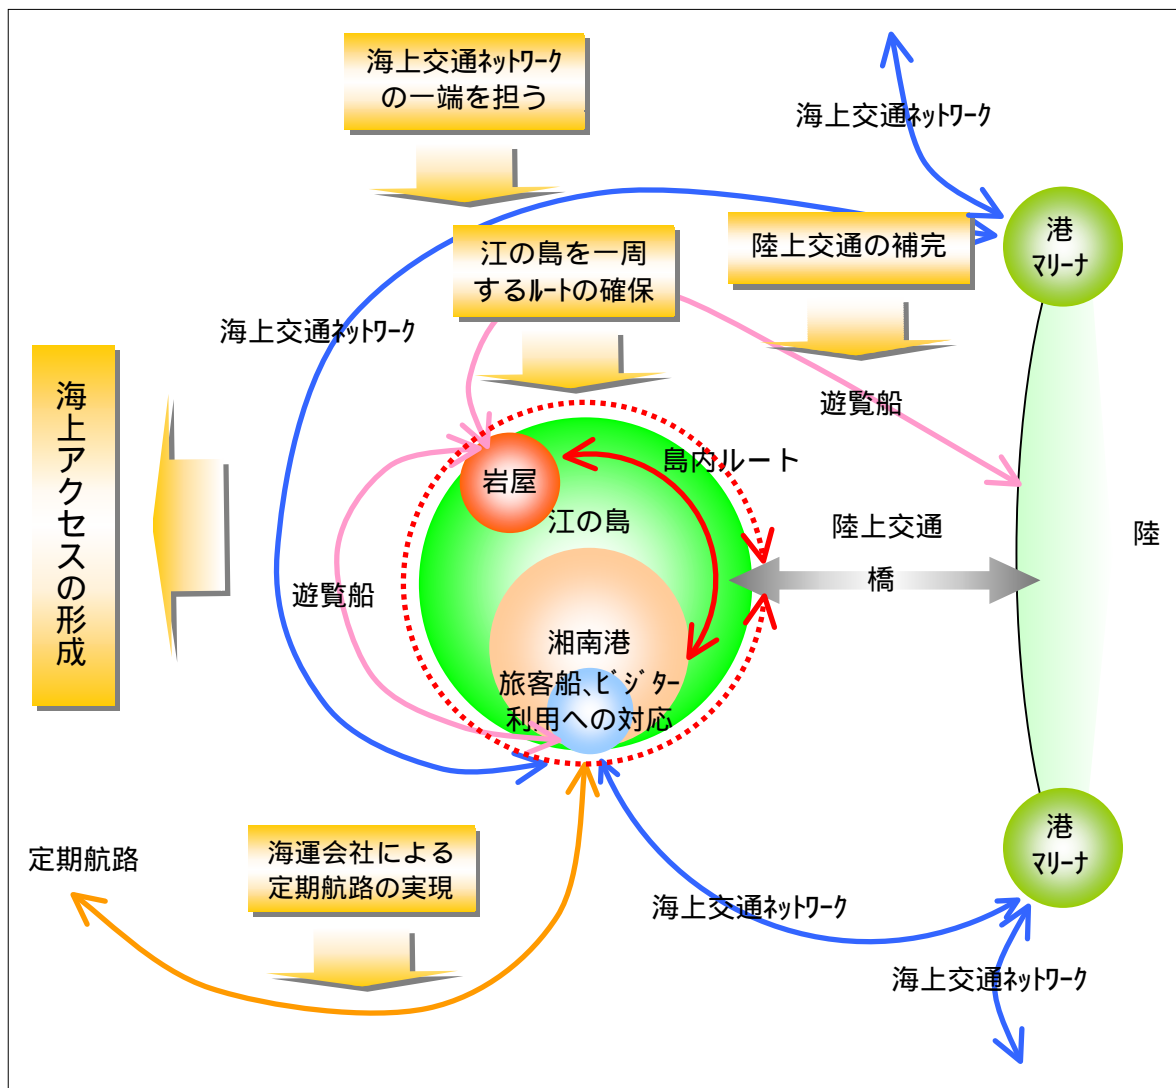 海上交通ﾈｯﾄﾜｰｸ
の一端を担う
海上交通ﾈｯﾄﾜｰｸ
港
ﾏﾘｰﾅ
江の島を一周
するﾙｰﾄの確保
陸上交通の補完
海上交通ﾈｯﾄﾜｰｸ
海上アクセスの形成
遊覧船
島内ルート
岩屋
江の島
陸上交通
陸
橋
遊覧船
湘南港
旅客船､ﾋﾞｼﾞﾀｰ
利用への対応
海運会社による
定期航路の実現
定期航路
港
ﾏﾘｰﾅ
海上交通ﾈｯﾄﾜｰｸ
海上交通ﾈｯﾄﾜｰｸ